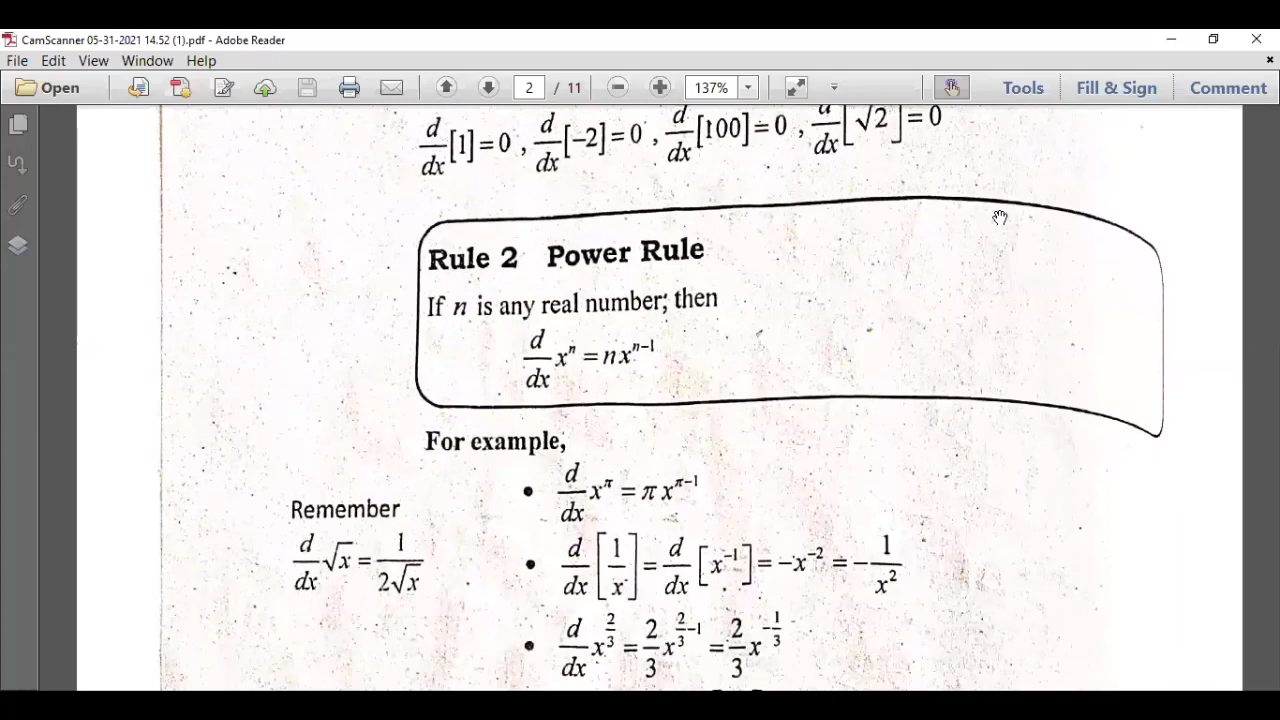 CamScanner 05-31-2021 14.52 (1).pdf - Adobe Reader
File Edit View Window Help
Open 2 / 11 137% Tools Fill & Sign Comment
d/dx [1] = 0 , d/dx [−2] = 0 , d/dx [100] = 0 , d/dx [√2] = 0
Rule 2 Power Rule
If n is any real number; then
d/dx xⁿ = nxⁿ⁻¹
For example,
• d/dx x^π = π x^(π−1)
Remember
d/dx √x = 1/(2√x)
• d/dx [1/x] = d/dx [x⁻¹] = −x⁻² = −1/x²
• d/dx x^(2/3) = 2/3 x^(2/3−1) = 2/3 x^(−1/3)